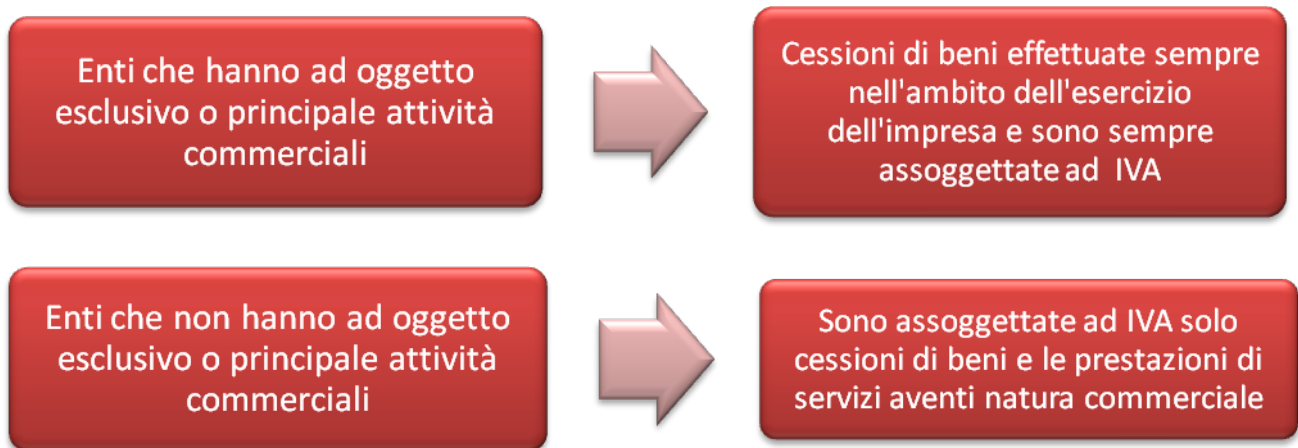 Enti che hanno ad oggetto
esclusivo o principale attività
commerciali
Cessioni di beni effettuate sempre
nell'ambito dell'esercizio
dell'impresa e sono sempre
assoggettate ad IVA
Enti che non hanno ad oggetto
esclusivo o principale attività
commerciali
Sono assoggettate ad IVA solo
cessioni di beni e le prestazioni di
servizi aventi natura commerciale